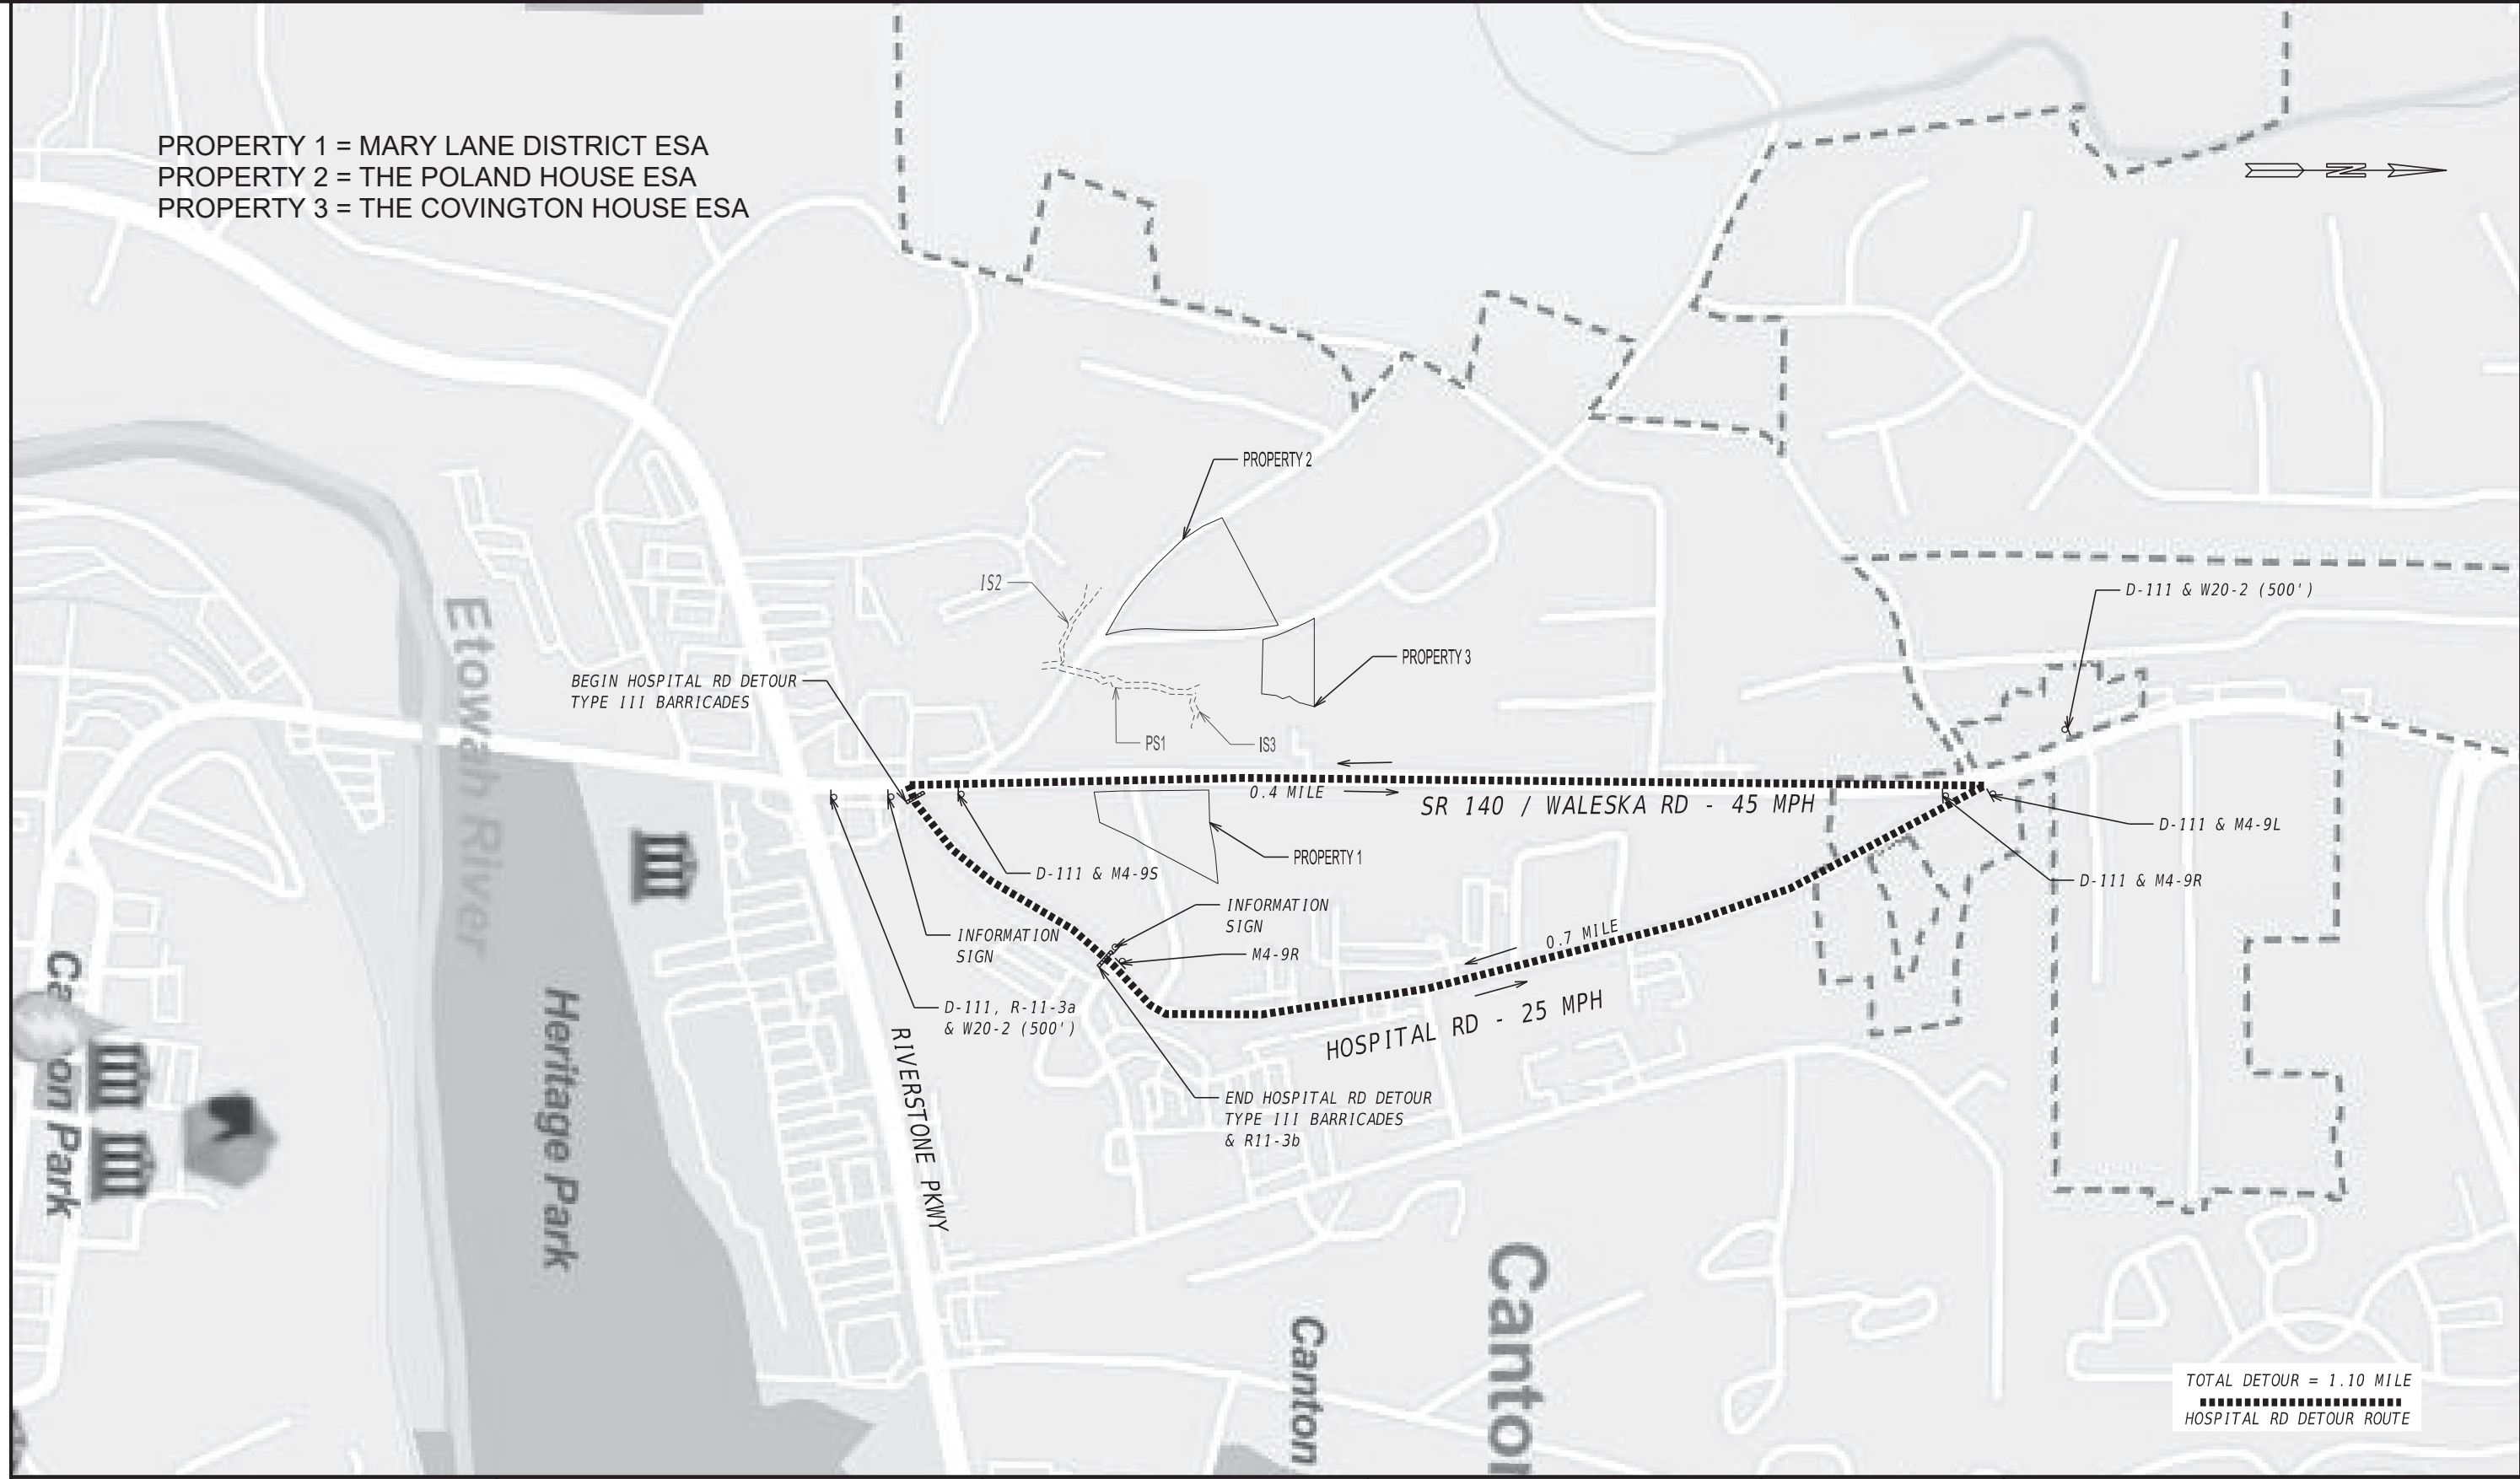 PROPERTY 1 = MARY LANE DISTRICT ESA
PROPERTY 2 = THE POLAND HOUSE ESA
PROPERTY 3 = THE COVINGTON HOUSE ESA
N
PROPERTY 2
IS2
D-111 & W20-2 (500')
PROPERTY 3
BEGIN HOSPITAL RD DETOUR
TYPE III BARRICADES
PS1
IS3
Etowah River
0.4 MILE
SR 140 / WALESKA RD - 45 MPH
D-111 & M4-9L
PROPERTY 1
D-111 & M4-9S
D-111 & M4-9R
INFORMATION
SIGN
INFORMATION
SIGN
0.7 MILE
M4-9R
D-111, R-11-3a
& W20-2 (500')
HOSPITAL RD - 25 MPH
RIVERSTONE PKWY
Heritage Park
Park
END HOSPITAL RD DETOUR
TYPE III BARRICADES
& R11-3b
Canton
Canton
TOTAL DETOUR = 1.10 MILE
HOSPITAL RD DETOUR ROUTE